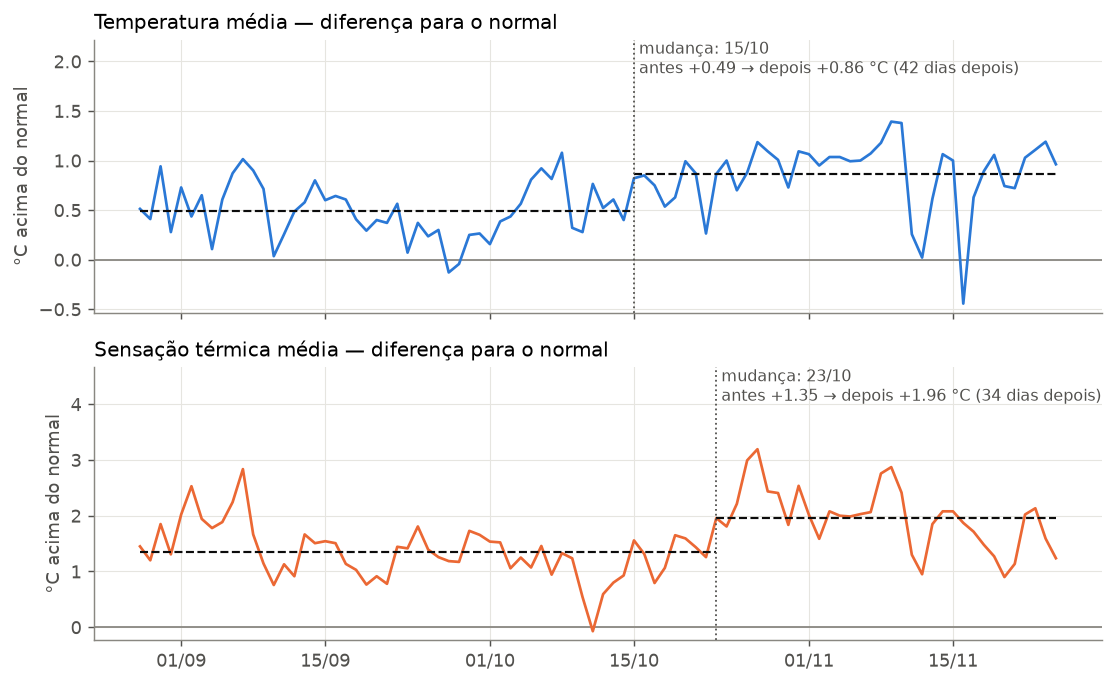 Temperatura média — diferença para o normal
mudança: 15/10
antes +0.49 → depois +0.86 °C (42 dias depois)
°C acima do normal
2.0
1.5
1.0
0.5
0.0
−0.5
Sensação térmica média — diferença para o normal
mudança: 23/10
antes +1.35 → depois +1.96 °C (34 dias depois)
°C acima do normal
4
3
2
1
0
01/09 15/09 01/10 15/10 01/11 15/11